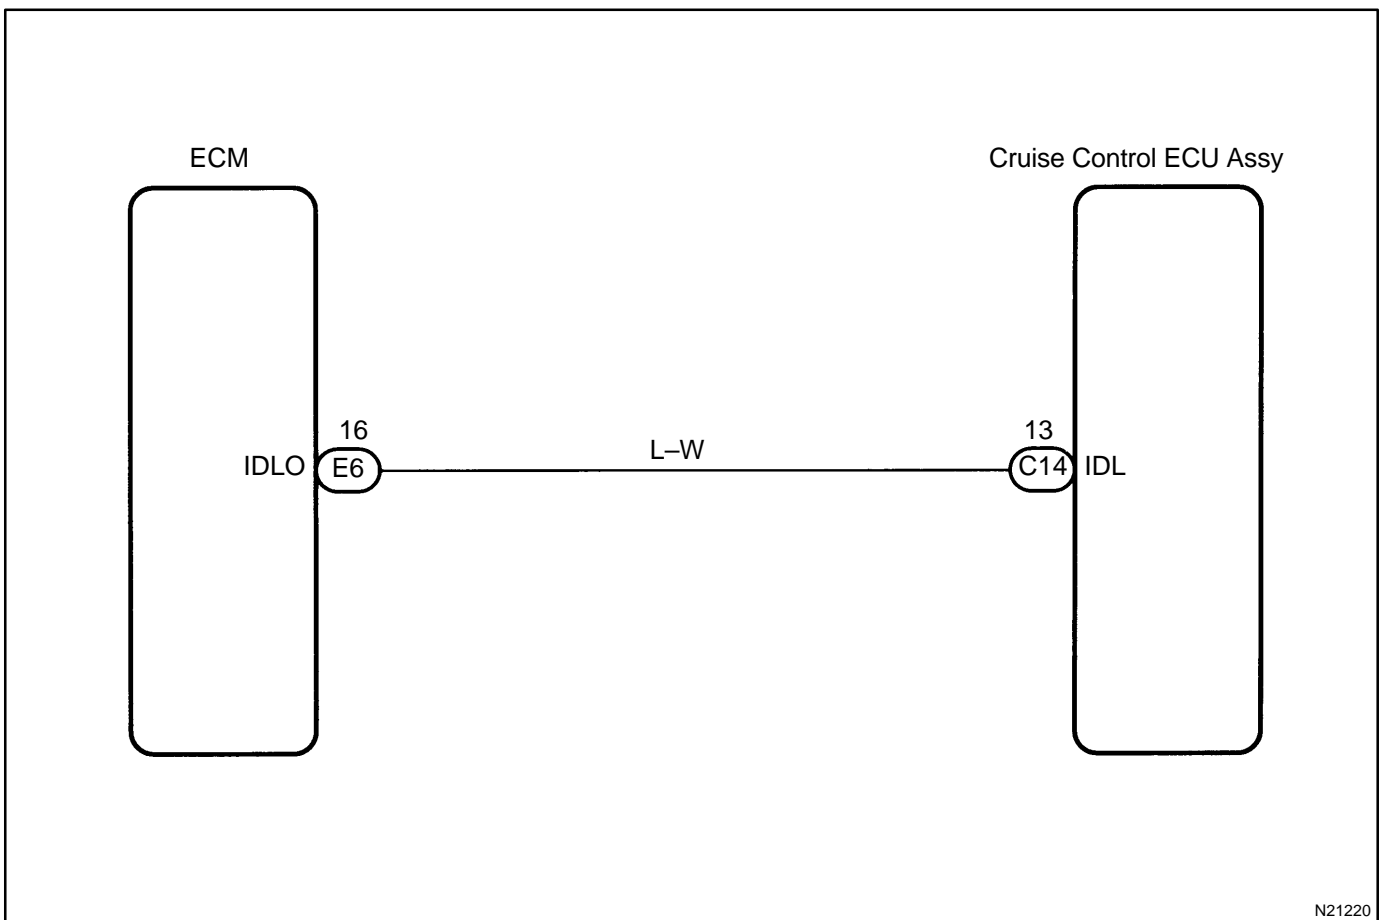 ECM
Cruise Control ECU Assy
16
13
L–W
IDLO
E6
C14
IDL
N21220